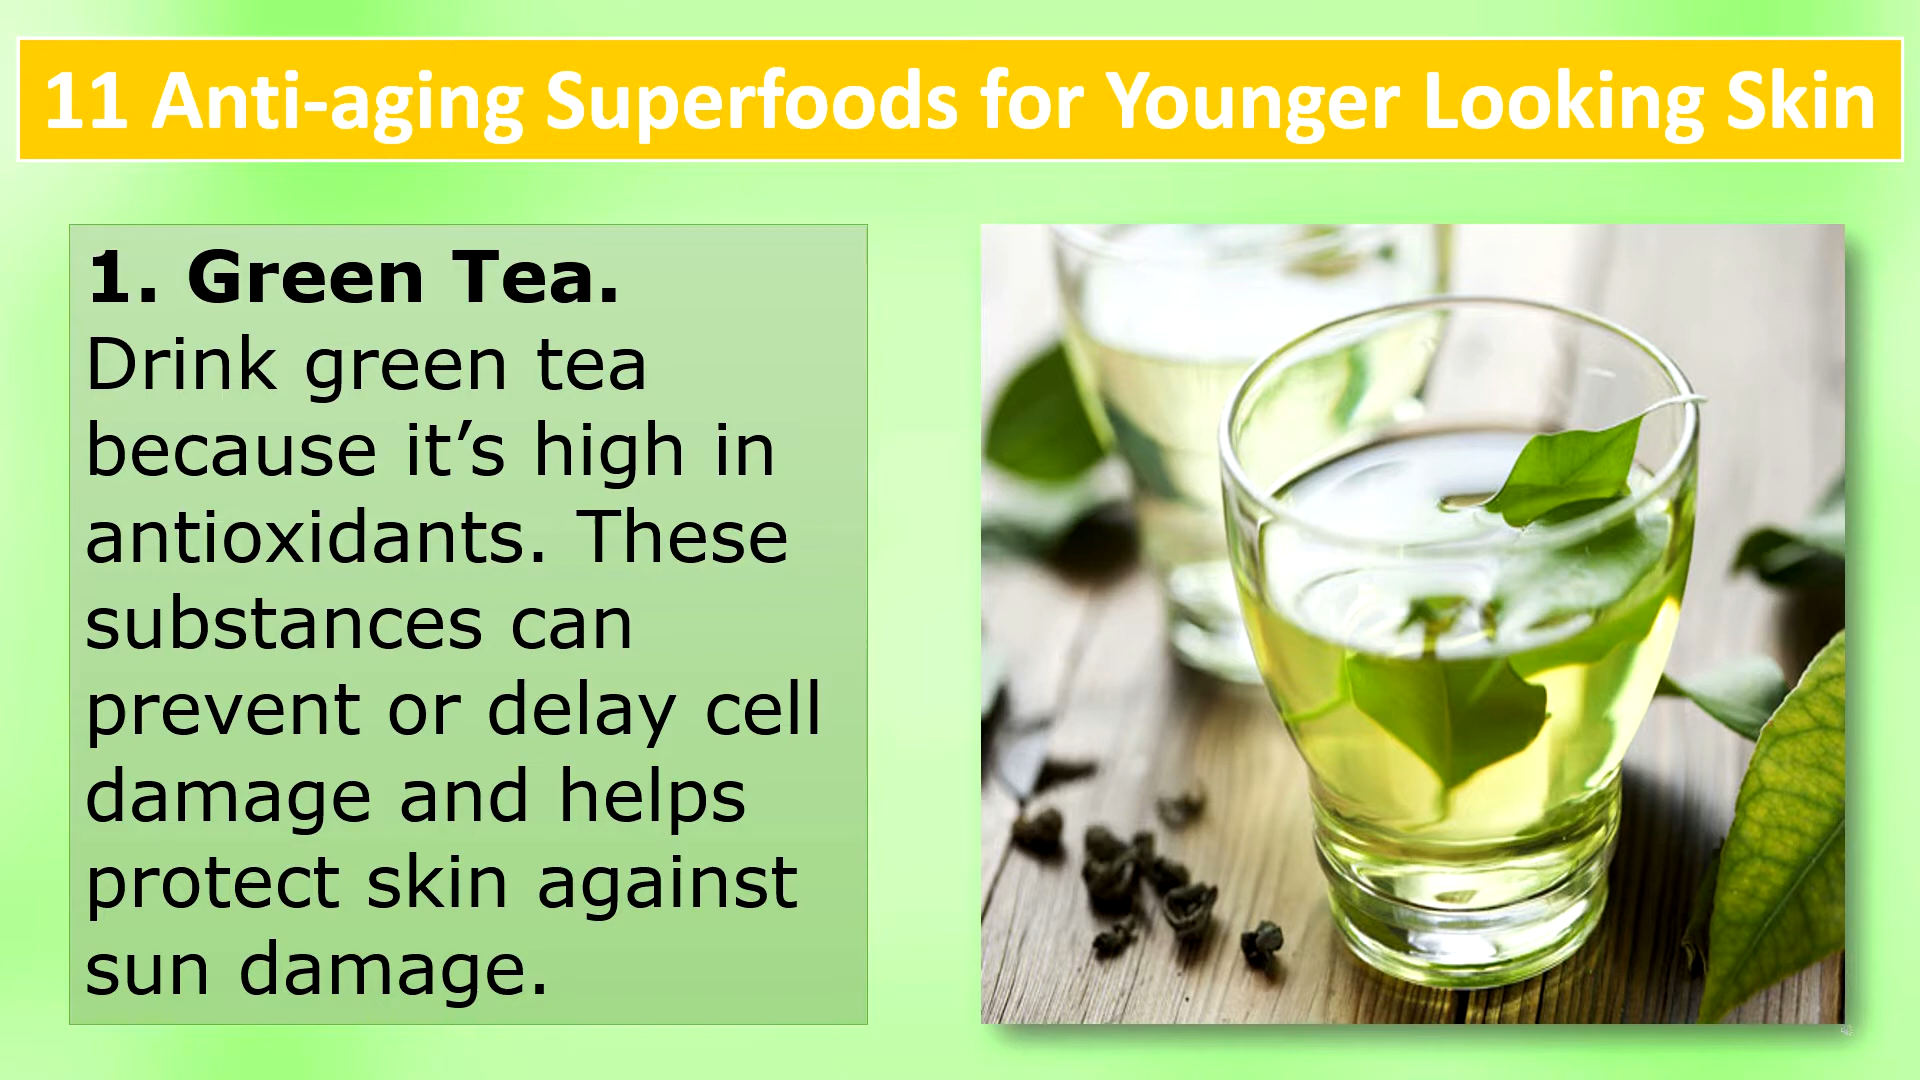 11 Anti-aging Superfoods for Younger Looking Skin
1. Green Tea.
Drink green tea
because it’s high in
antioxidants. These
substances can
prevent or delay cell
damage and helps
protect skin against
sun damage.